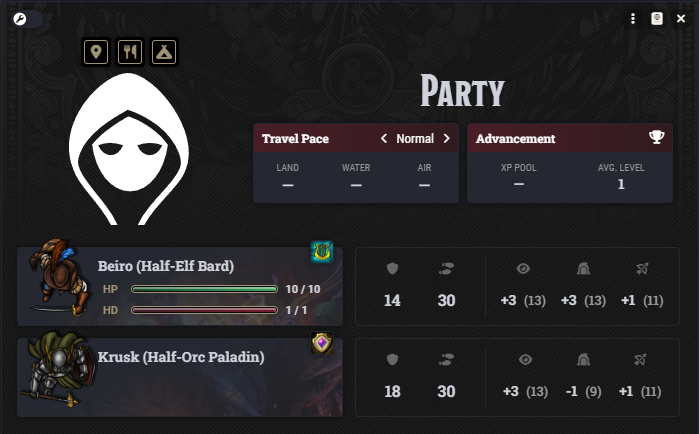 Party
Travel Pace
Normal
LAND WATER AIR
— — —
Advancement
XP POOL AVG. LEVEL
— 1
Beiro (Half-Elf Bard)
HP 10 / 10
HD 1 / 1
14 30 +3 (13) +3 (13) +1 (11)
Krusk (Half-Orc Paladin)
18 30 +3 (13) -1 (9) +1 (11)